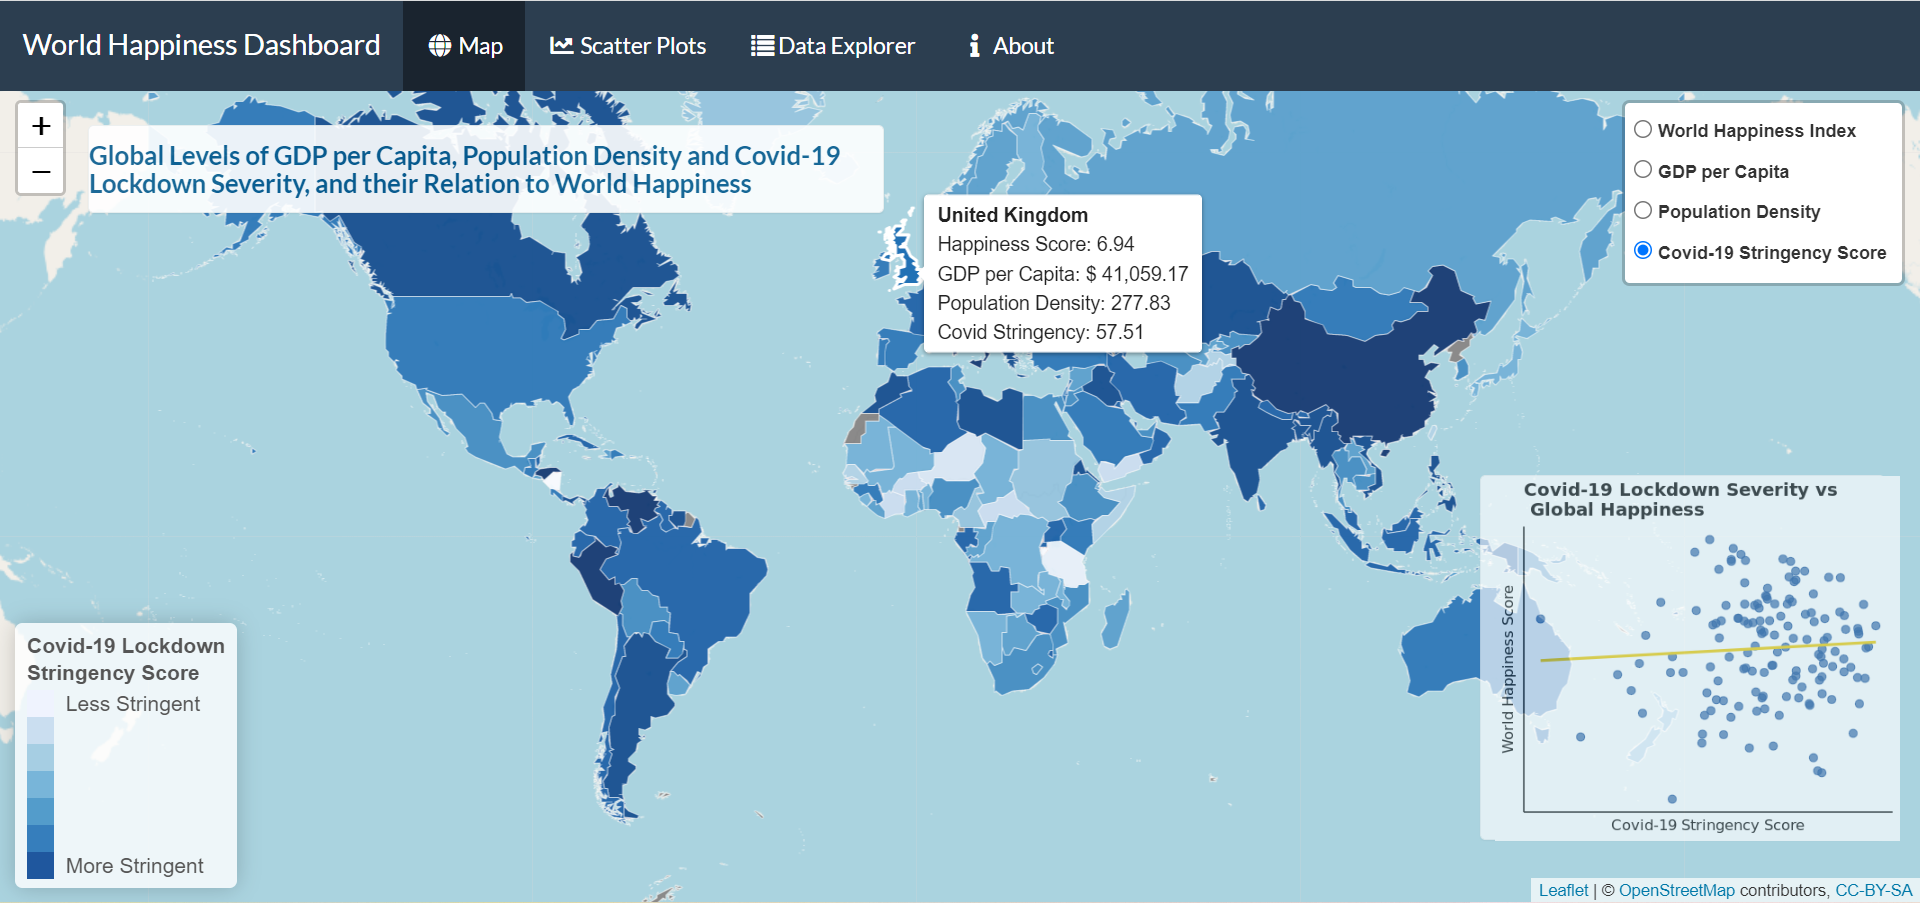 World Happiness Dashboard
Map
Scatter Plots
Data Explorer
About
+
−
Global Levels of GDP per Capita, Population Density and Covid-19
Lockdown Severity, and their Relation to World Happiness
World Happiness Index
GDP per Capita
Population Density
Covid-19 Stringency Score
United Kingdom
Happiness Score: 6.94
GDP per Capita: $ 41,059.17
Population Density: 277.83
Covid Stringency: 57.51
Covid-19 Lockdown Severity vs
Global Happiness
World Happiness Score
Covid-19 Stringency Score
Covid-19 Lockdown
Stringency Score
Less Stringent
More Stringent
Leaflet | © OpenStreetMap contributors, CC-BY-SA